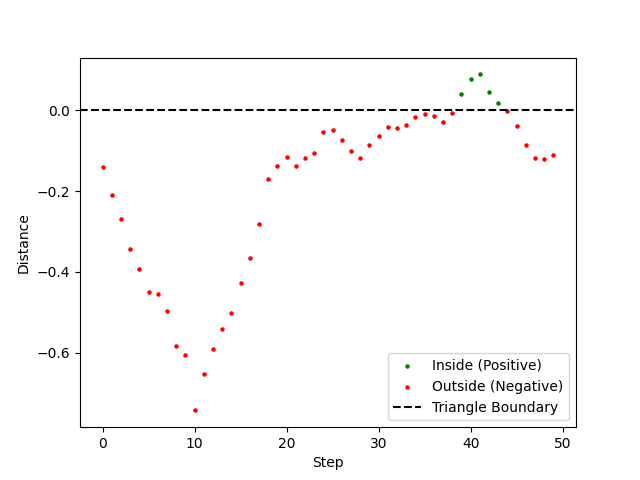 0.0
−0.2
−0.4
−0.6
Distance
0
10
20
30
40
50
Step
Inside (Positive)
Outside (Negative)
Triangle Boundary